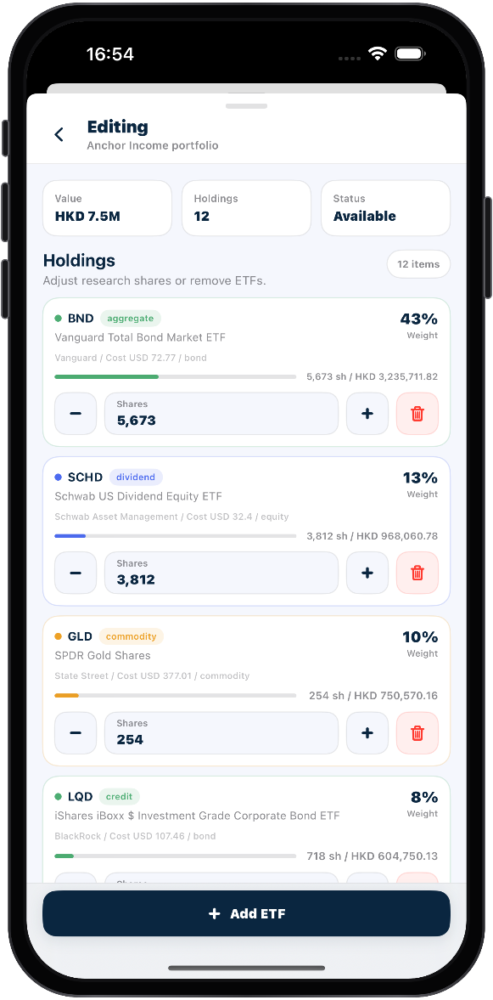 16:54
Editing
Anchor Income portfolio
Value
HKD 7.5M
Holdings
12
Status
Available
Holdings
12 items
Adjust research shares or remove ETFs.
BND aggregate
43%
Vanguard Total Bond Market ETF
Weight
Vanguard / Cost USD 72.77 / bond
5,673 sh / HKD 3,235,711.82
Shares
5,673
SCHD dividend
13%
Schwab US Dividend Equity ETF
Weight
Schwab Asset Management / Cost USD 32.4 / equity
3,812 sh / HKD 968,060.78
Shares
3,812
GLD commodity
10%
SPDR Gold Shares
Weight
State Street / Cost USD 377.01 / commodity
254 sh / HKD 750,570.16
Shares
254
LQD credit
8%
iShares iBoxx $ Investment Grade Corporate Bond ETF
Weight
BlackRock / Cost USD 107.46 / bond
718 sh / HKD 604,750.13
+ Add ETF